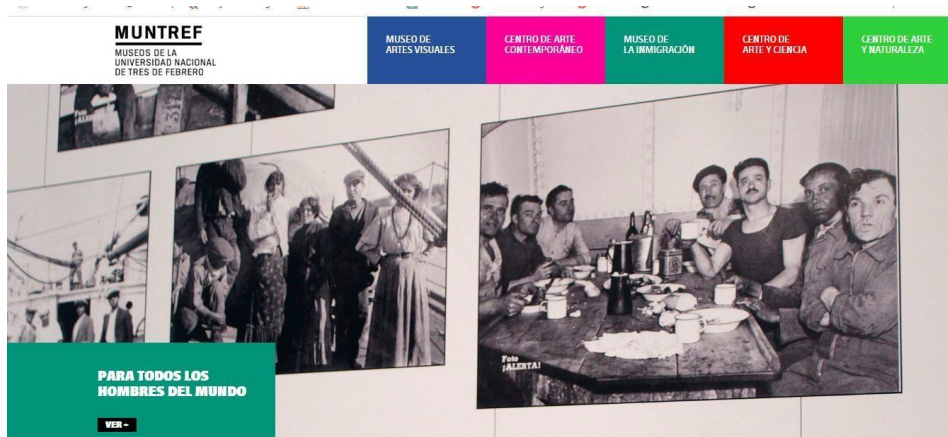 MUNTREF
MUSEOS DE LA
UNIVERSIDAD NACIONAL
DE TRES DE FEBRERO
MUSEO DE
ARTES VISUALES
CENTRO DE ARTE
CONTEMPORÁNEO
MUSEO DE
LA INMIGRACIÓN
CENTRO DE
ARTE Y CIENCIA
CENTRO DE ARTE
Y NATURALEZA
Foto
¡ALERTA!
Foto
¡ALERTA!
PARA TODOS LOS
HOMBRES DEL MUNDO
VER+